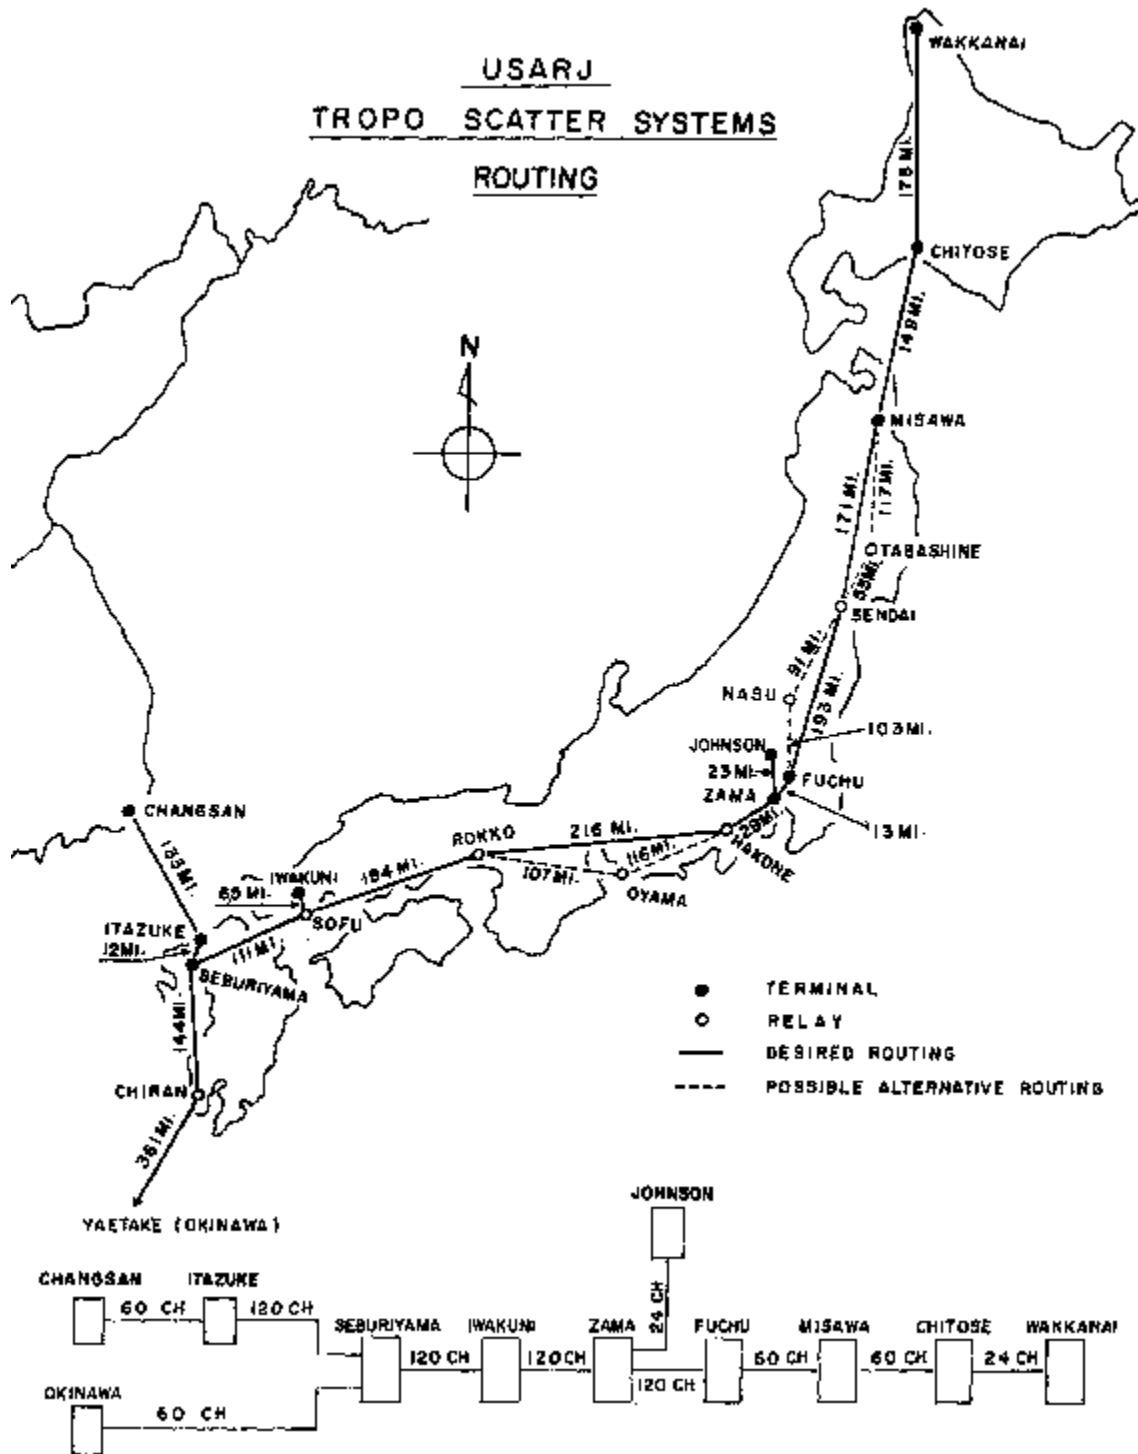 USARJ
TROPO SCATTER SYSTEMS
ROUTING
WAKKANAI
176 MI.
CHITOSE
149 MI.
N
MISAWA
171 MI.
117 MI.
TABASHINE
55 MI.
SENDAI
91 MI.
NASU
193 MI.
103 MI.
JOHNSON
23 MI.
FUCHU
ZAMA
13 MI.
29 MI.
HAKONE
CHANGSAN
133 MI.
ROKKO
216 MI.
116 MI.
107 MI.
OYAMA
184 MI.
IWAKUNI
65 MI.
SOFU
ITAZUKE
12 MI.
111 MI.
SEBURIYAMA
144 MI.
CHIRAN
361 MI.
YAETAKE (OKINAWA)
TERMINAL
RELAY
DESIRED ROUTING
POSSIBLE ALTERNATIVE ROUTING
JOHNSON
24 CH
CHANGSAN
60 CH
ITAZUKE
120 CH
SEBURIYAMA
120 CH
IWAKUNI
120 CH
ZAMA
120 CH
FUCHU
60 CH
MISAWA
60 CH
CHITOSE
24 CH
WAKKANAI
OKINAWA
60 CH